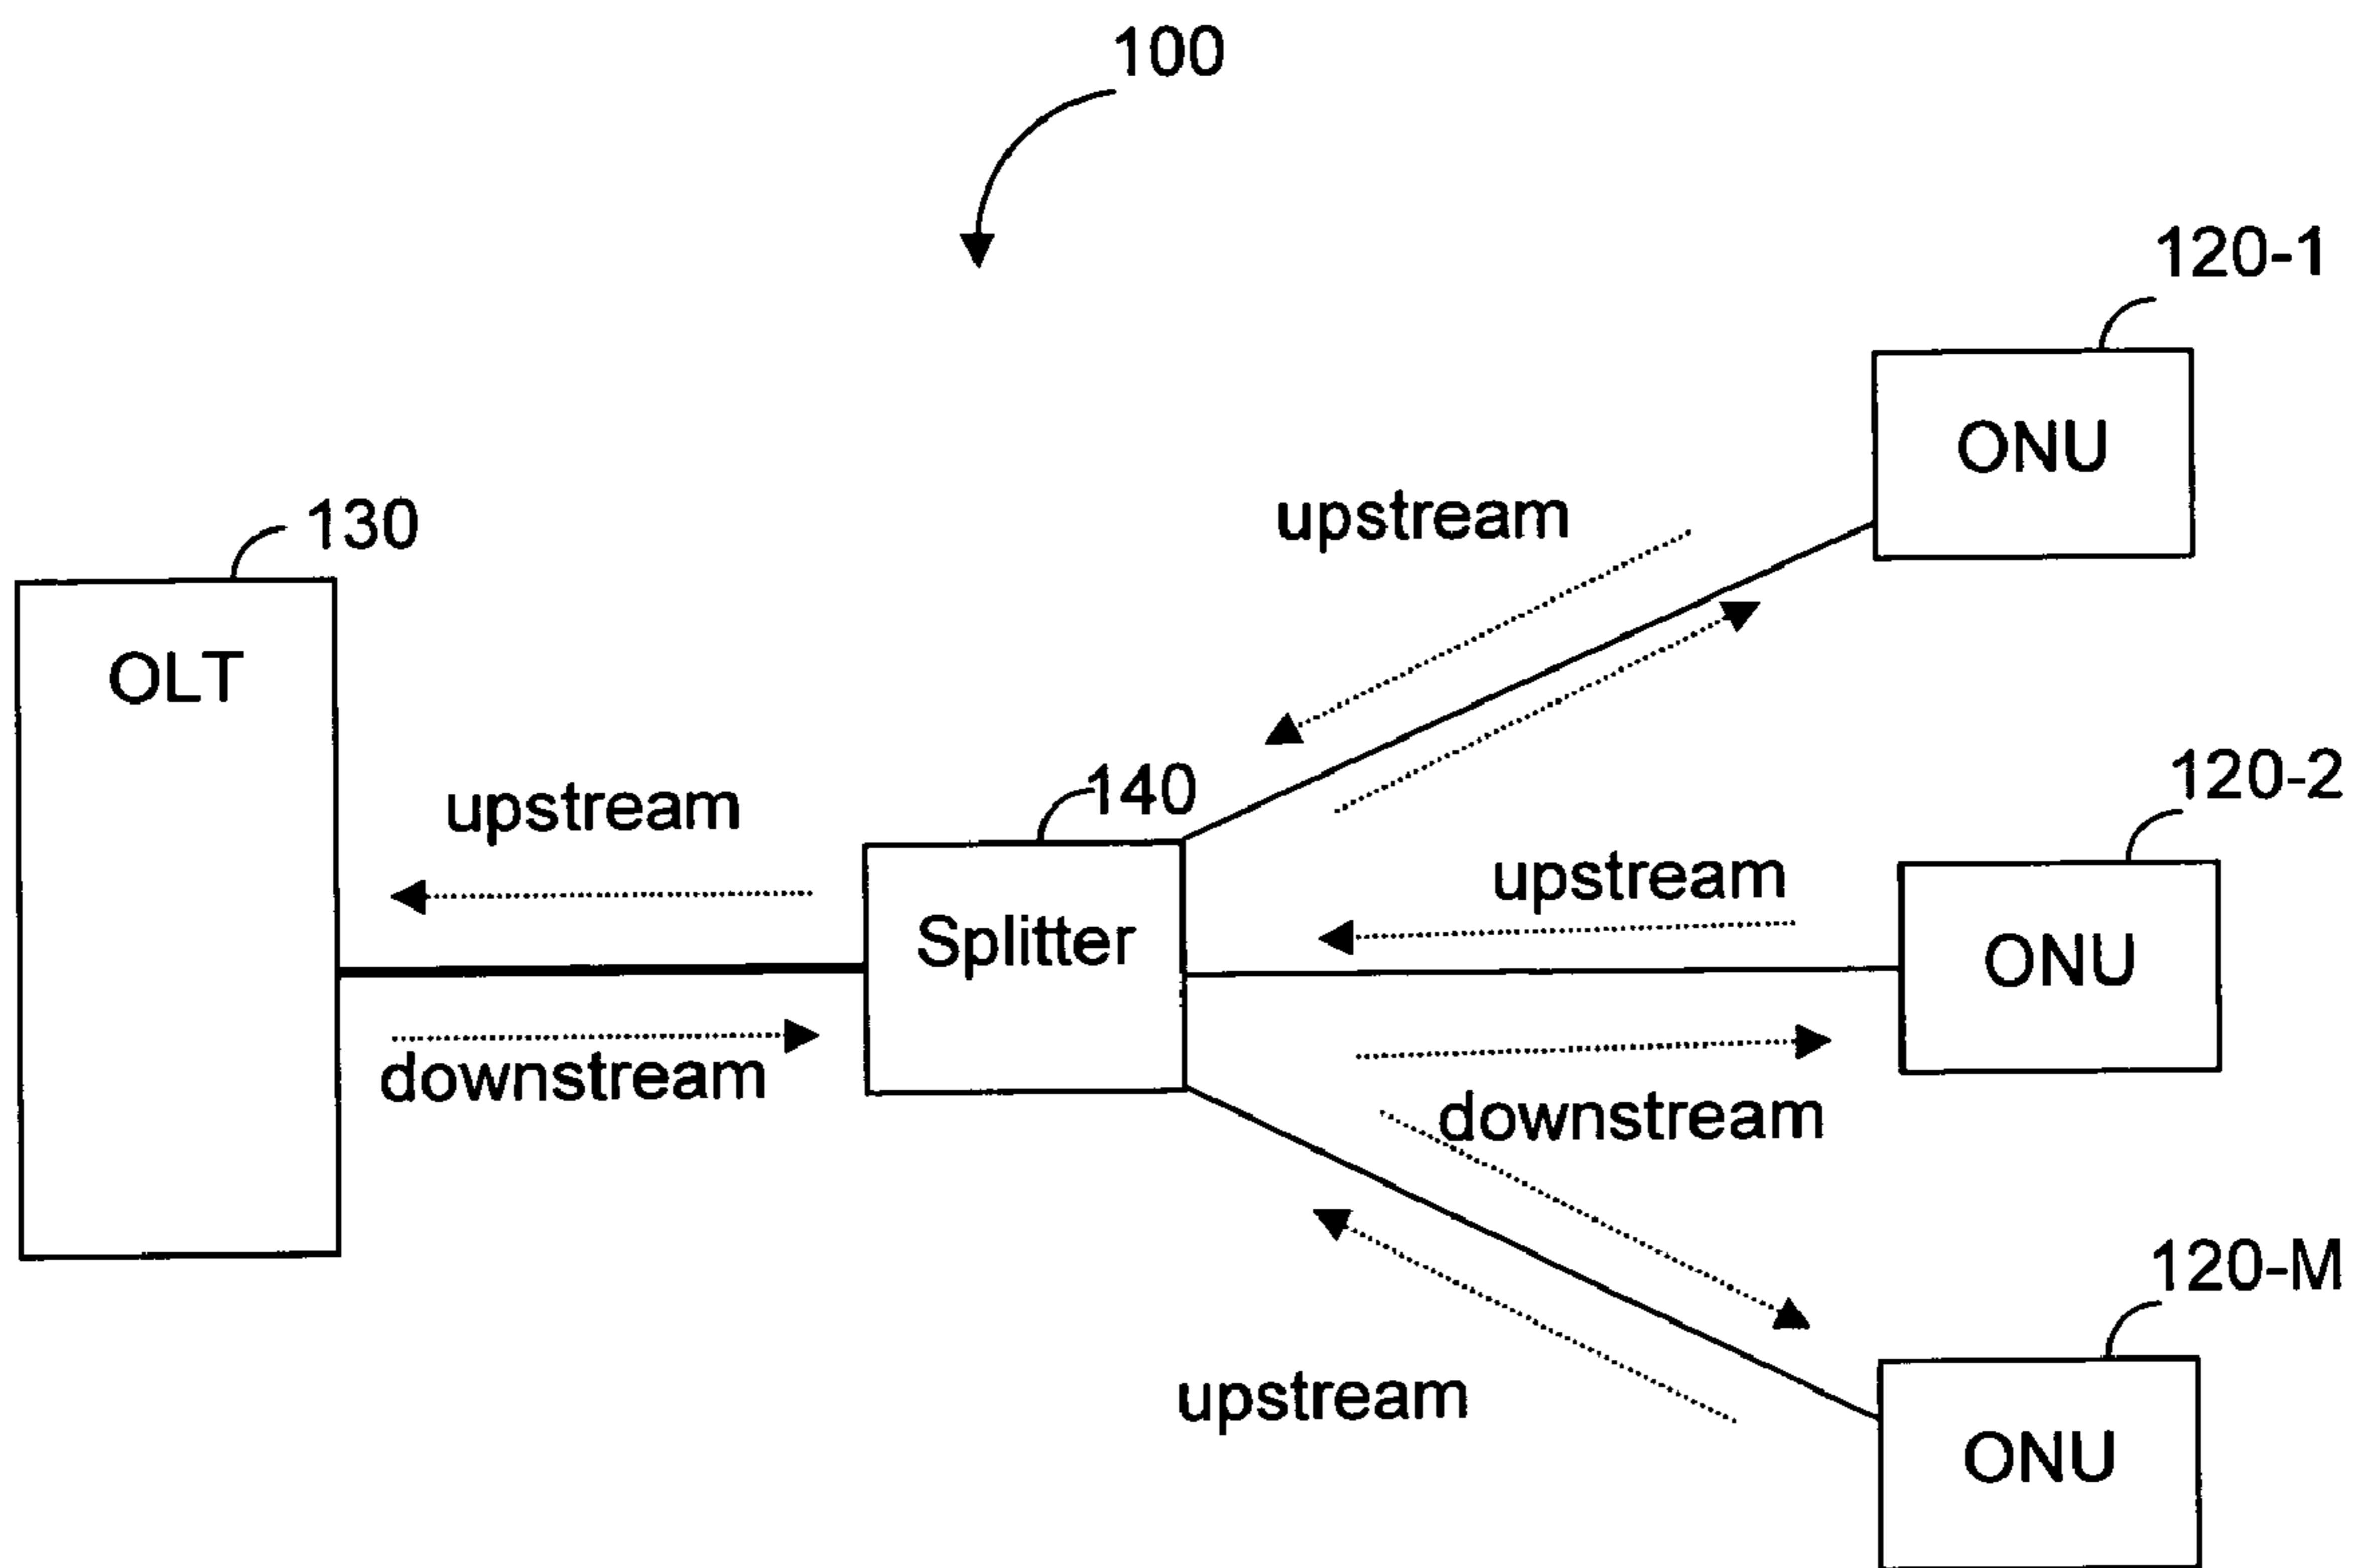 100
120-1
ONU
upstream
130
OLT
120-2
140
upstream
upstream
Splitter
ONU
downstream
downstream
120-M
upstream
ONU